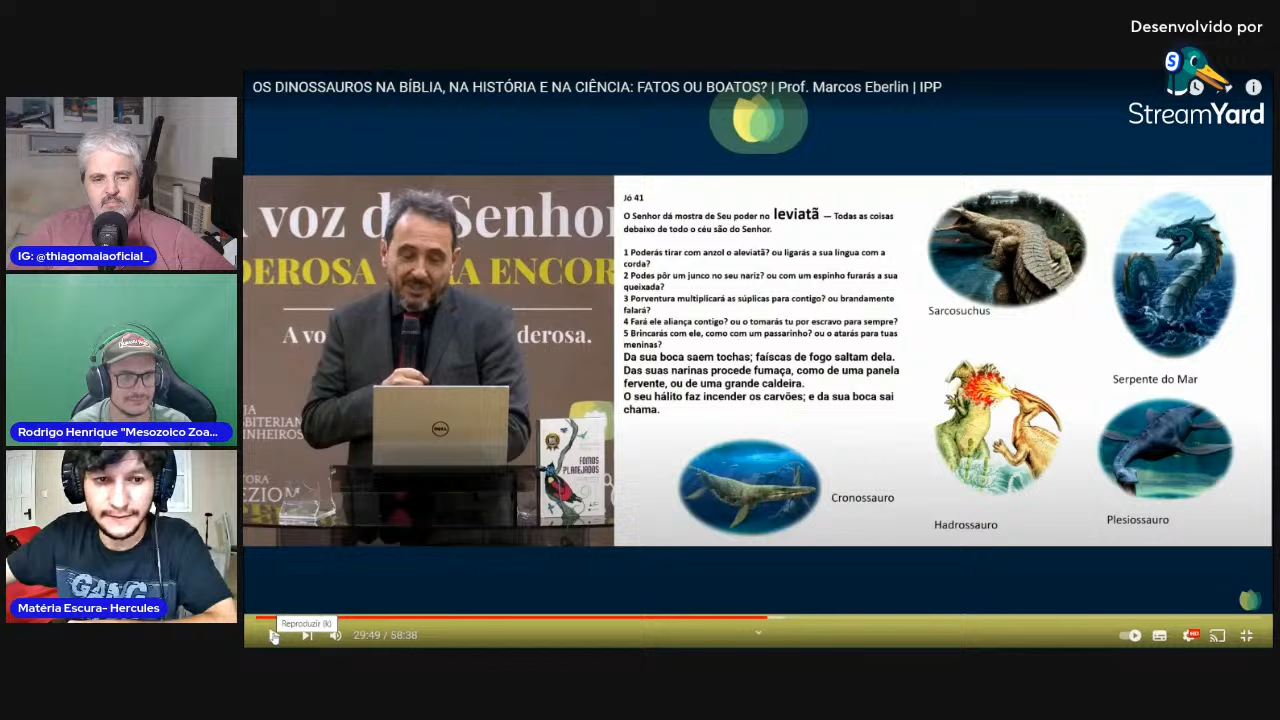 Desenvolvido por
StreamYard
OS DINOSSAUROS NA BÍBLIA, NA HISTÓRIA E NA CIÊNCIA: FATOS OU BOATOS? | Prof. Marcos Eberlin | IPP
IG: @thiagomaiaoficial_
Rodrigo Henrique "Mesozoico Zoa...
Matéria Escura- Hercules
voz d Senhor
DEROSA A ENCOR
A vo derosa.
DELL
FOMOS
PLANEJADOS
Jó 41
O Senhor dá mostra de Seu poder no leviatã — Todas as coisas
debaixo de todo o céu são do Senhor.
1 Poderás tirar com anzol o aleviatã? ou ligarás a sua língua com a
corda?
2 Podes pôr um junco no seu nariz? ou com um espinho furarás a sua
queixada?
3 Porventura multiplicará as súplicas para contigo? ou brandamente
falará?
4 Fará ele aliança contigo? ou o tomarás tu por escravo para sempre?
5 Brincarás com ele, como com um passarinho? ou o atarás para tuas
meninas?
Da sua boca saem tochas; faíscas de fogo saltam dela.
Das suas narinas procede fumaça, como de uma panela
fervente, ou de uma grande caldeira.
O seu hálito faz incender os carvões; e da sua boca sai
chama.
Sarcosuchus
Serpente do Mar
Cronossauro
Hadrossauro
Plesiossauro
Reproduzir (k)
29:49 / 58:38
HD